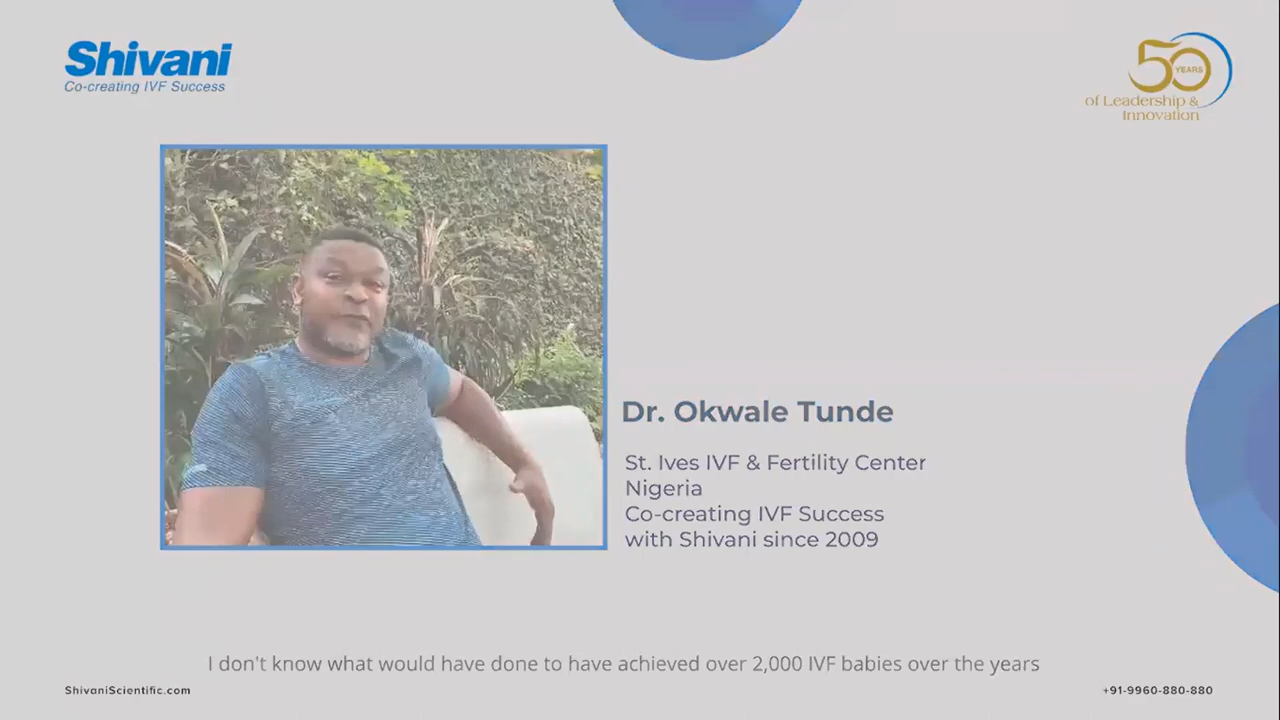 Shivani
Co-creating IVF Success
50 YEARS
of Leadership &
Innovation
Dr. Okwale Tunde
St. Ives IVF & Fertility Center
Nigeria
Co-creating IVF Success
with Shivani since 2009
I don't know what would have done to have achieved over 2,000 IVF babies over the years
ShivaniScientific.com
+91-9960-880-880